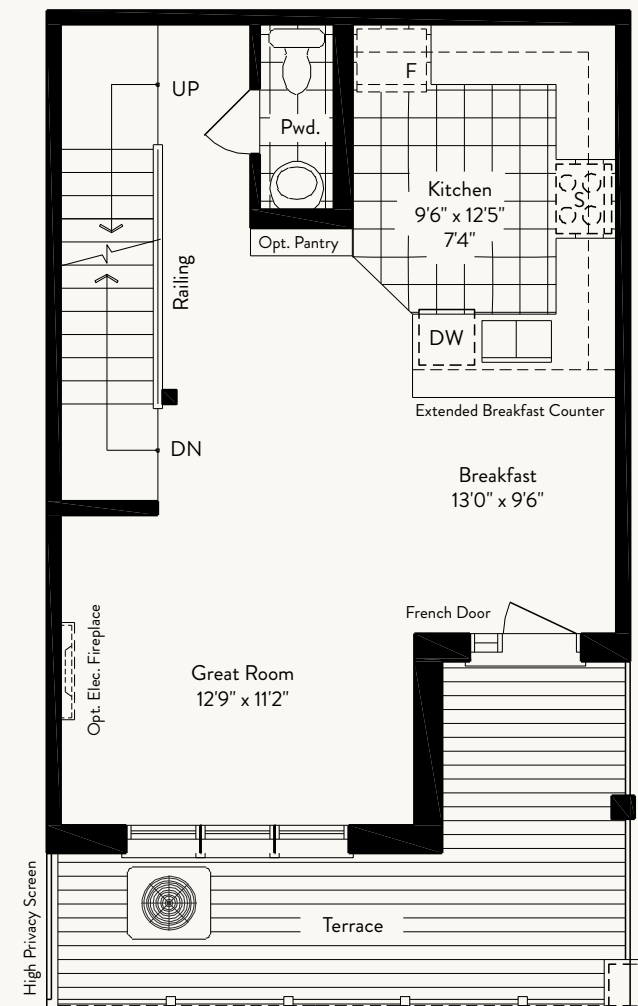 UP
F
Pwd.
Kitchen
9'6" x 12'5"
7'4"
S
Opt. Pantry
Railing
DW
Extended Breakfast Counter
DN
Breakfast
13'0" x 9'6"
French Door
Opt. Elec. Fireplace
Great Room
12'9" x 11'2"
High Privacy Screen
Terrace